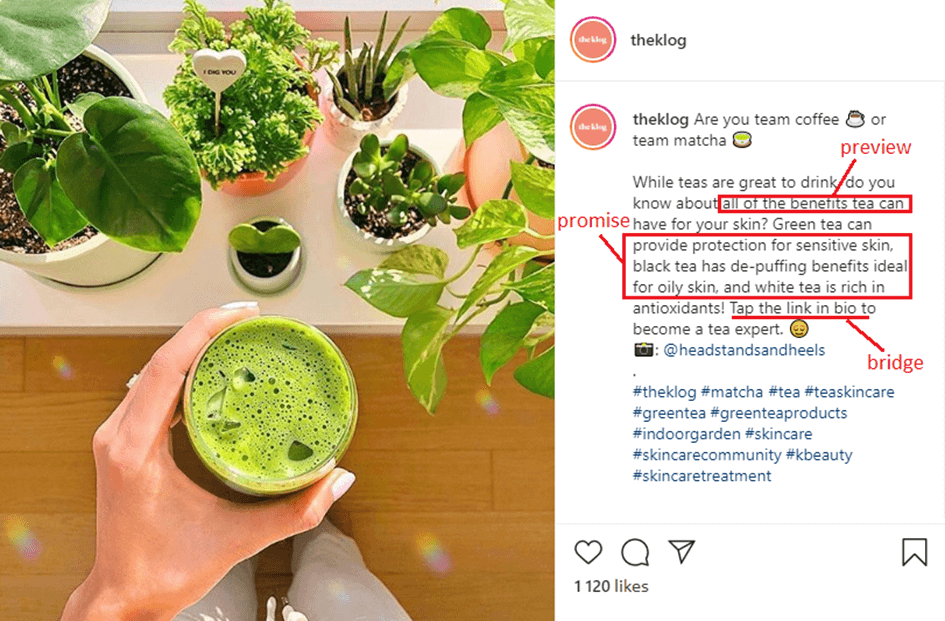 I DIG YOU
the klog
theklog
the klog
theklog Are you team coffee ☕ or
team matcha 🍵
preview
While teas are great to drink, do you
know about all of the benefits tea can
promise
have for your skin? Green tea can
provide protection for sensitive skin,
black tea has de-puffing benefits ideal
for oily skin, and white tea is rich in
antioxidants! Tap the link in bio to
become a tea expert. 😌
bridge
📸: @headstandsandheels
.
#theklog #matcha #tea #teaskincare
#greentea #greenteaproducts
#indoorgarden #skincare
#skincarecommunity #kbeauty
#skincaretreatment
1 120 likes